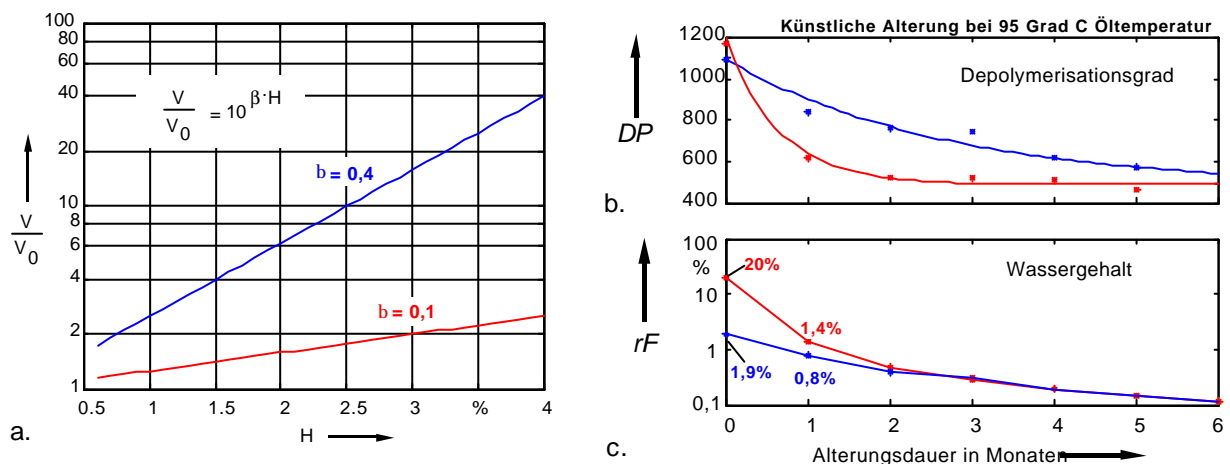 100
80
60
40
20
10
8
6
4
2
1
V
V0
V
V0 = 10 β·H
b = 0,4
b = 0,1
0.5 1 1.5 2 2.5 3 % 4
H
a.
Künstliche Alterung bei 95 Grad C Öltemperatur
1200
1000
800
600
400
DP
Depolymerisationsgrad
b.
100
%
10
1
0,1
rF
Wassergehalt
20%
1,4%
1,9%
0,8%
0 1 2 3 4 5 6
c.
Alterungsdauer in Monaten